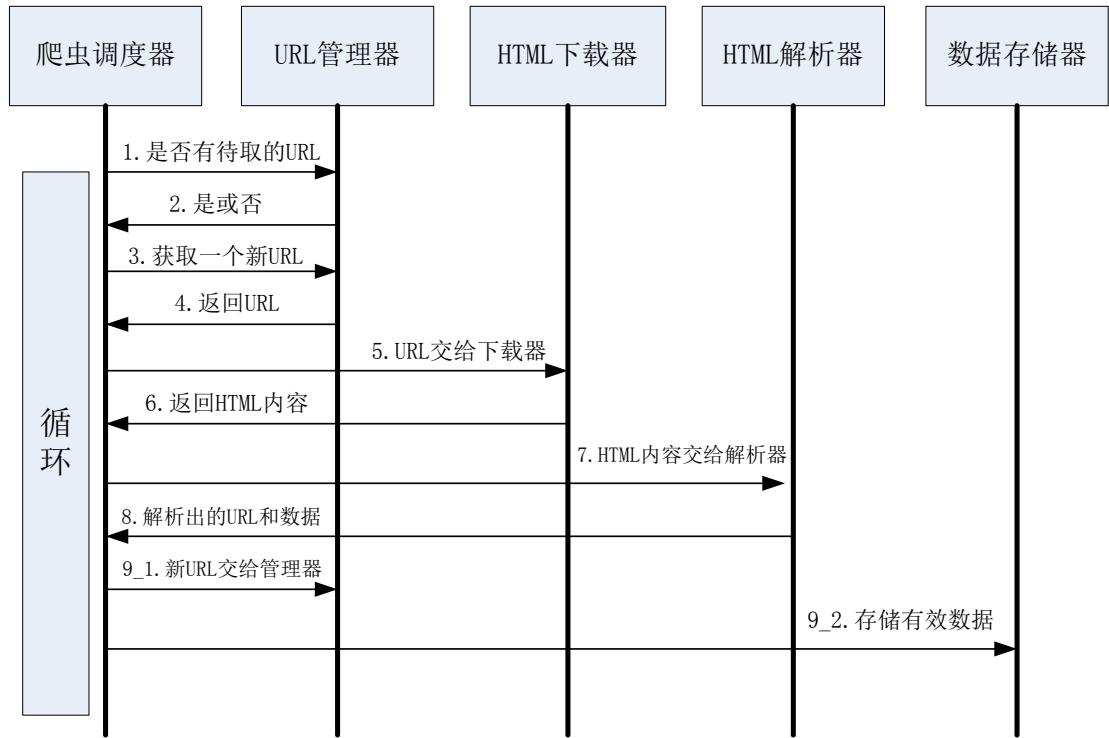 爬虫调度器
URL管理器
HTML下载器
HTML解析器
数据存储器
1.是否有待取的URL
2.是或否
3.获取一个新URL
4.返回URL
5.URL交给下载器
6.返回HTML内容
循
环
7.HTML内容交给解析器
8.解析出的URL和数据
9_1.新URL交给管理器
9_2.存储有效数据